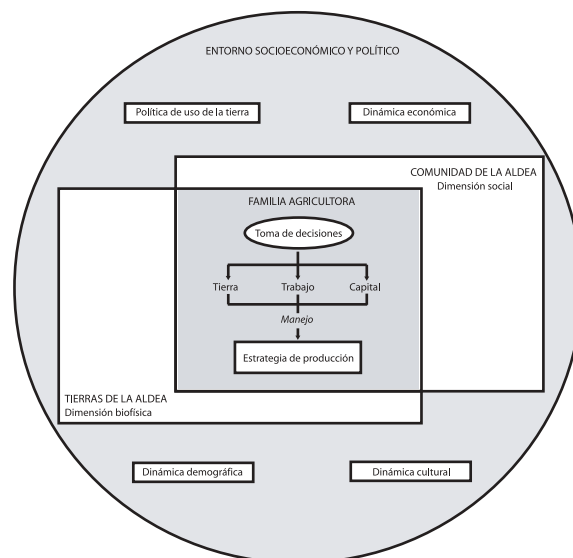 ENTORNO SOCIOECONÓMICO Y POLÍTICO
Política de uso de la tierra
Dinámica económica
COMUNIDAD DE LA ALDEA
Dimensión social
FAMILIA AGRICULTORA
Toma de decisiones
Tierra
Trabajo
Capital
Manejo
Estrategia de producción
TIERRAS DE LA ALDEA
Dimensión biofísica
Dinámica demográfica
Dinámica cultural